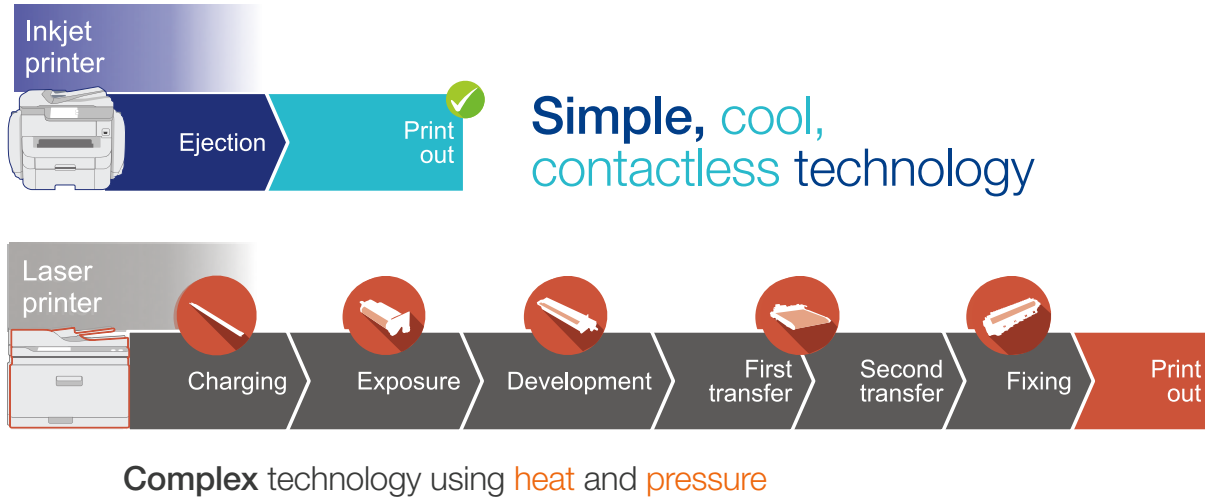 Inkjet
printer
Ejection
Print
out
Simple, cool,
contactless technology
Laser
printer
Charging
Exposure
Development
First
transfer
Second
transfer
Fixing
Print
out
Complex technology using heat and pressure